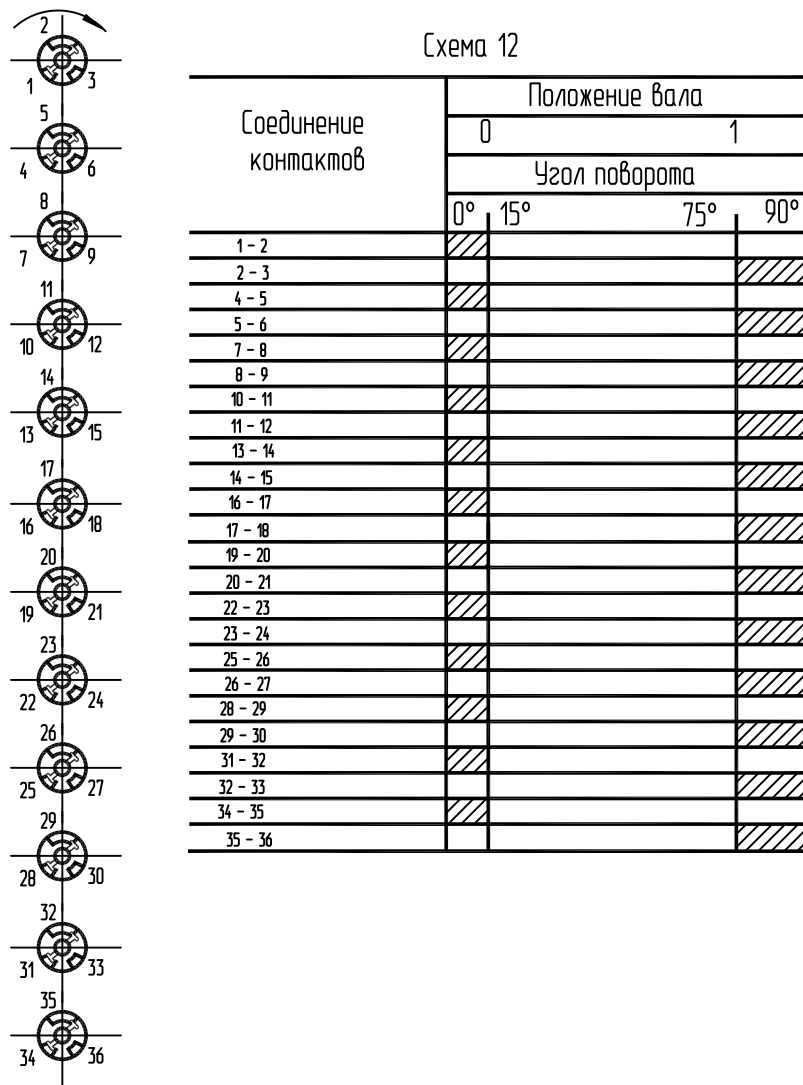 Схема 12
Соединение
контактов
Положение вала
0 1
Угол поворота
0° 15° 75° 90°
1 - 2
2 - 3
4 - 5
5 - 6
7 - 8
8 - 9
10 - 11
11 - 12
13 - 14
14 - 15
16 - 17
17 - 18
19 - 20
20 - 21
22 - 23
23 - 24
25 - 26
26 - 27
28 - 29
29 - 30
31 - 32
32 - 33
34 - 35
35 - 36
2
1 3
5
4 6
8
7 9
11
10 12
14
13 15
17
16 18
20
19 21
23
22 24
26
25 27
29
28 30
32
31 33
35
34 36